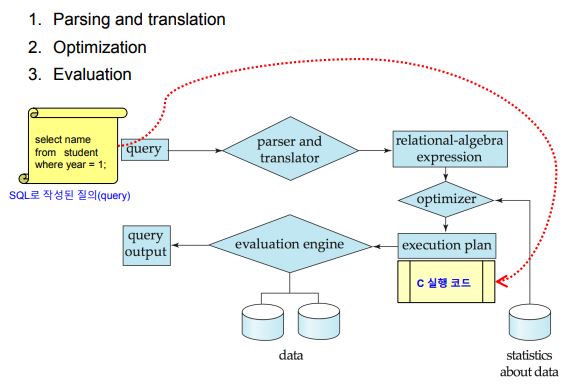 1. Parsing and translation
2. Optimization
3. Evaluation
select name
from student
where year = 1;
SQL로 작성된 질의(query)
query
parser and
translator
relational-algebra
expression
optimizer
query
output
evaluation engine
execution plan
C 실행 코드
data
statistics
about data